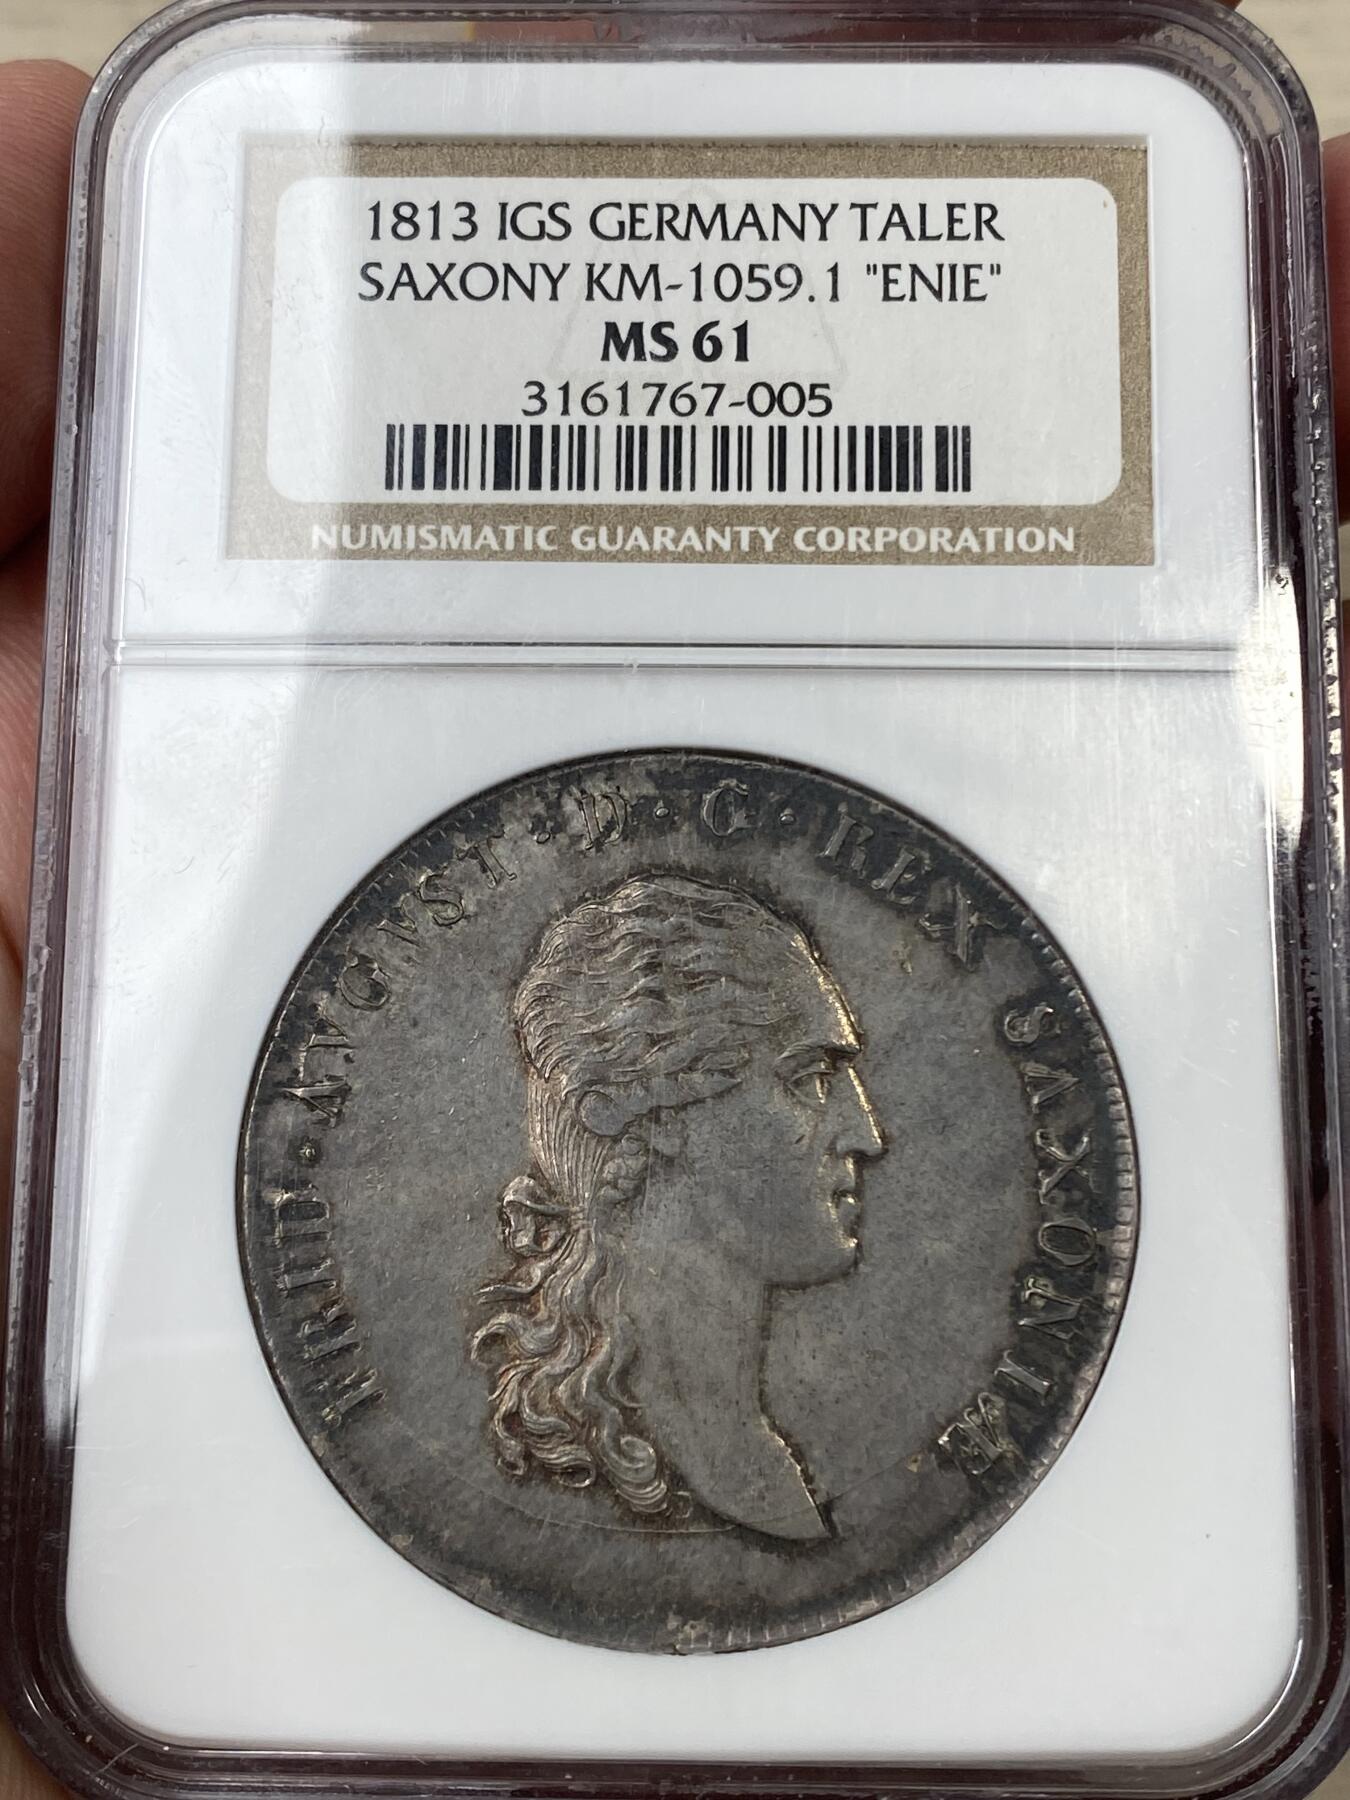 1813 IGS GERMANY TALER
SAXONY KM-1059.1 "ENIE"
MS 61
3161767-005
NUMISMATIC GUARANTY CORPORATION
FRID · AVGVST · D · G · REX SAXONIÆ